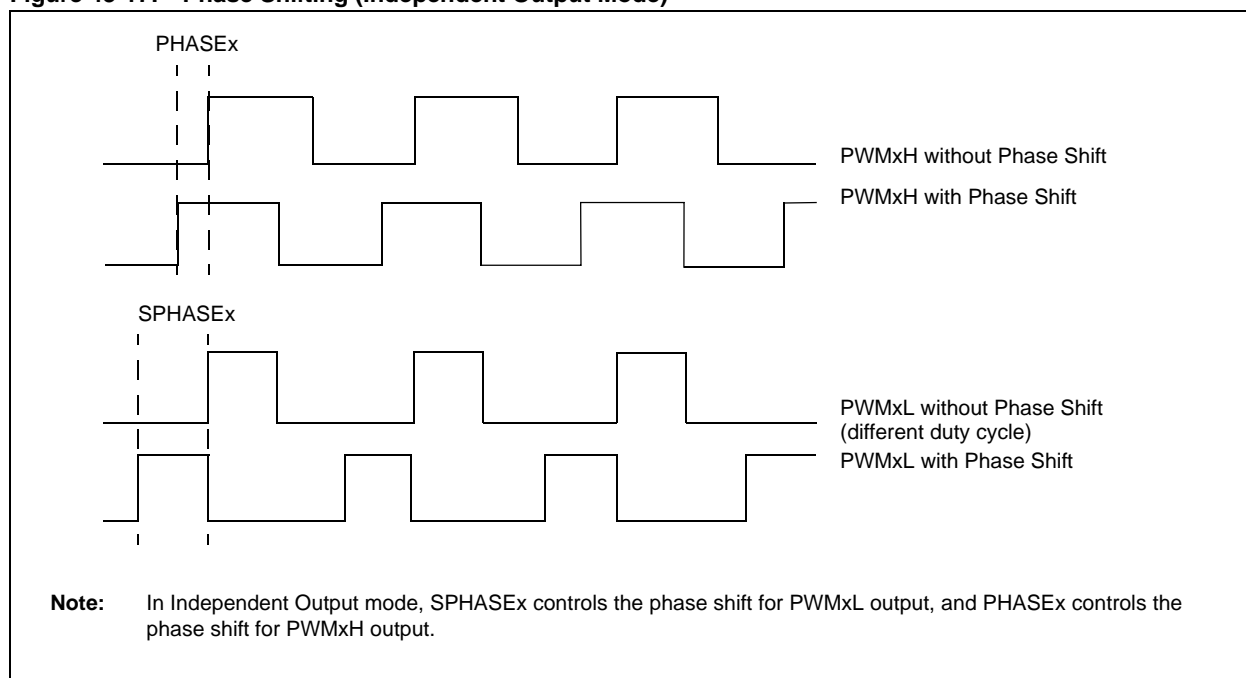 PHASEx
PWMxH without Phase Shift
PWMxH with Phase Shift
SPHASEx
PWMxL without Phase Shift
(different duty cycle)
PWMxL with Phase Shift
Note: In Independent Output mode, SPHASEx controls the phase shift for PWMxL output, and PHASEx controls the
phase shift for PWMxH output.